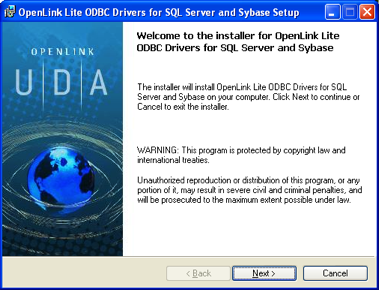 OpenLink Lite ODBC Drivers for SQL Server and Sybase Setup
OPENLINK
UDA
Welcome to the installer for OpenLink Lite
ODBC Drivers for SQL Server and Sybase
The installer will install OpenLink Lite ODBC Drivers for SQL
Server and Sybase on your computer. Click Next to continue or
Cancel to exit the installer.
WARNING: This program is protected by copyright law and
international treaties.
Unauthorized reproduction or distribution of this program, or any
portion of it, may result in severe civil and criminal penalties, and
will be prosecuted to the maximum extent possible under law.
< Back
Next >
Cancel